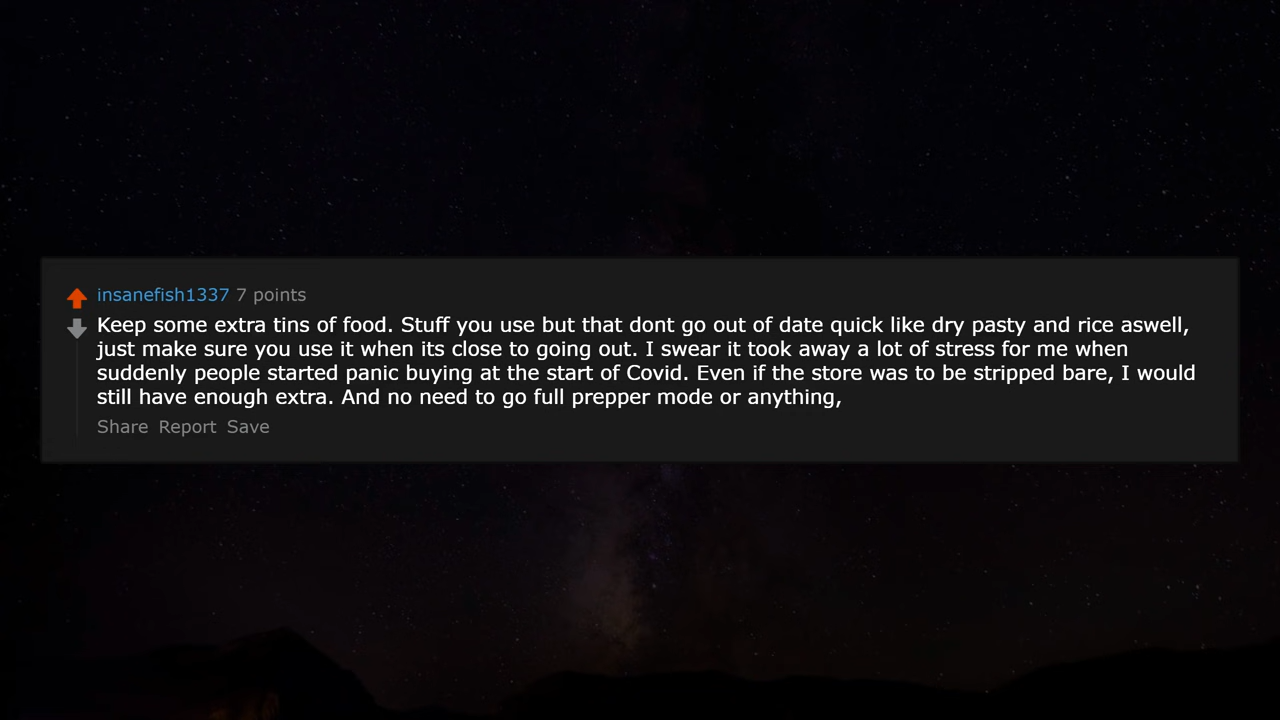 insanefish1337 7 points
Keep some extra tins of food. Stuff you use but that dont go out of date quick like dry pasty and rice aswell,
just make sure you use it when its close to going out. I swear it took away a lot of stress for me when
suddenly people started panic buying at the start of Covid. Even if the store was to be stripped bare, I would
still have enough extra. And no need to go full prepper mode or anything,
Share Report Save